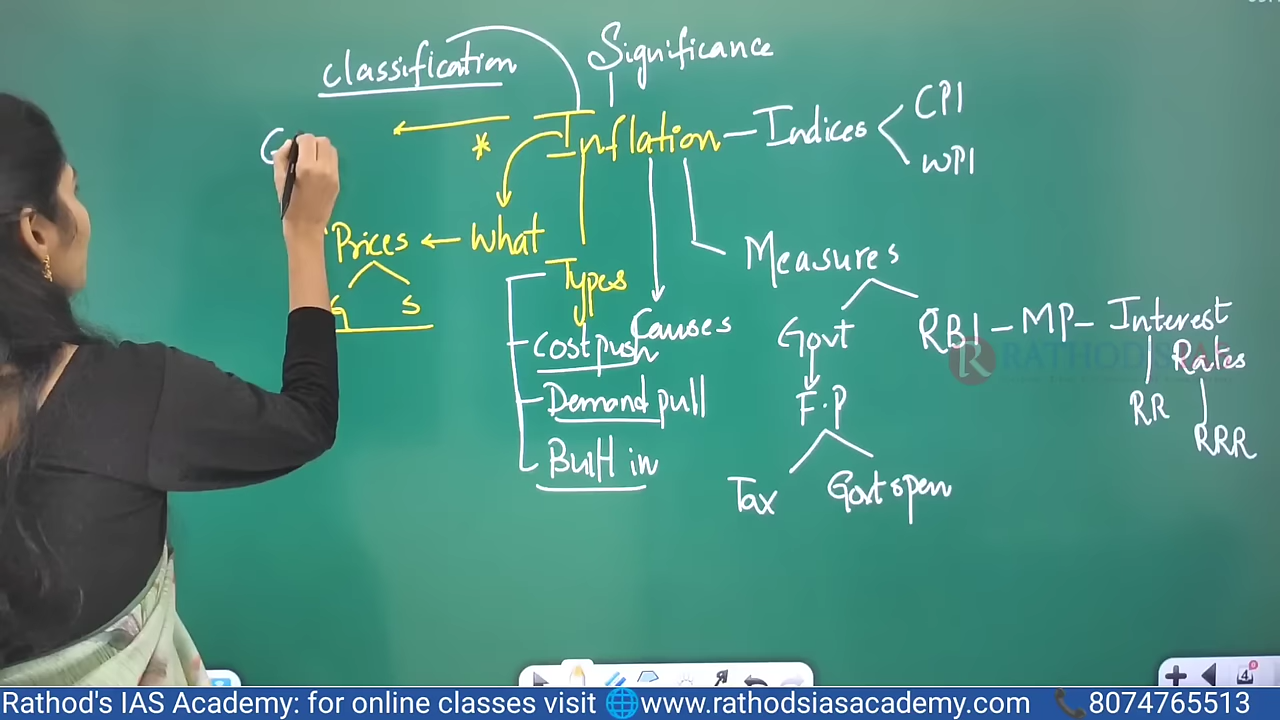 classification
Significance
* Inflation - Indices
CPI
WPI
Prices ← What
G S
Types
Cost push
Demand pull
Built in
Causes
Measures
Govt
F.P
Tax Govt spen
RBI - MP - Interest
Rates
RR
RRR
RATHOD'S IAS
Rathod's IAS Academy: for online classes visit www.rathodsiasacademy.com 8074765513